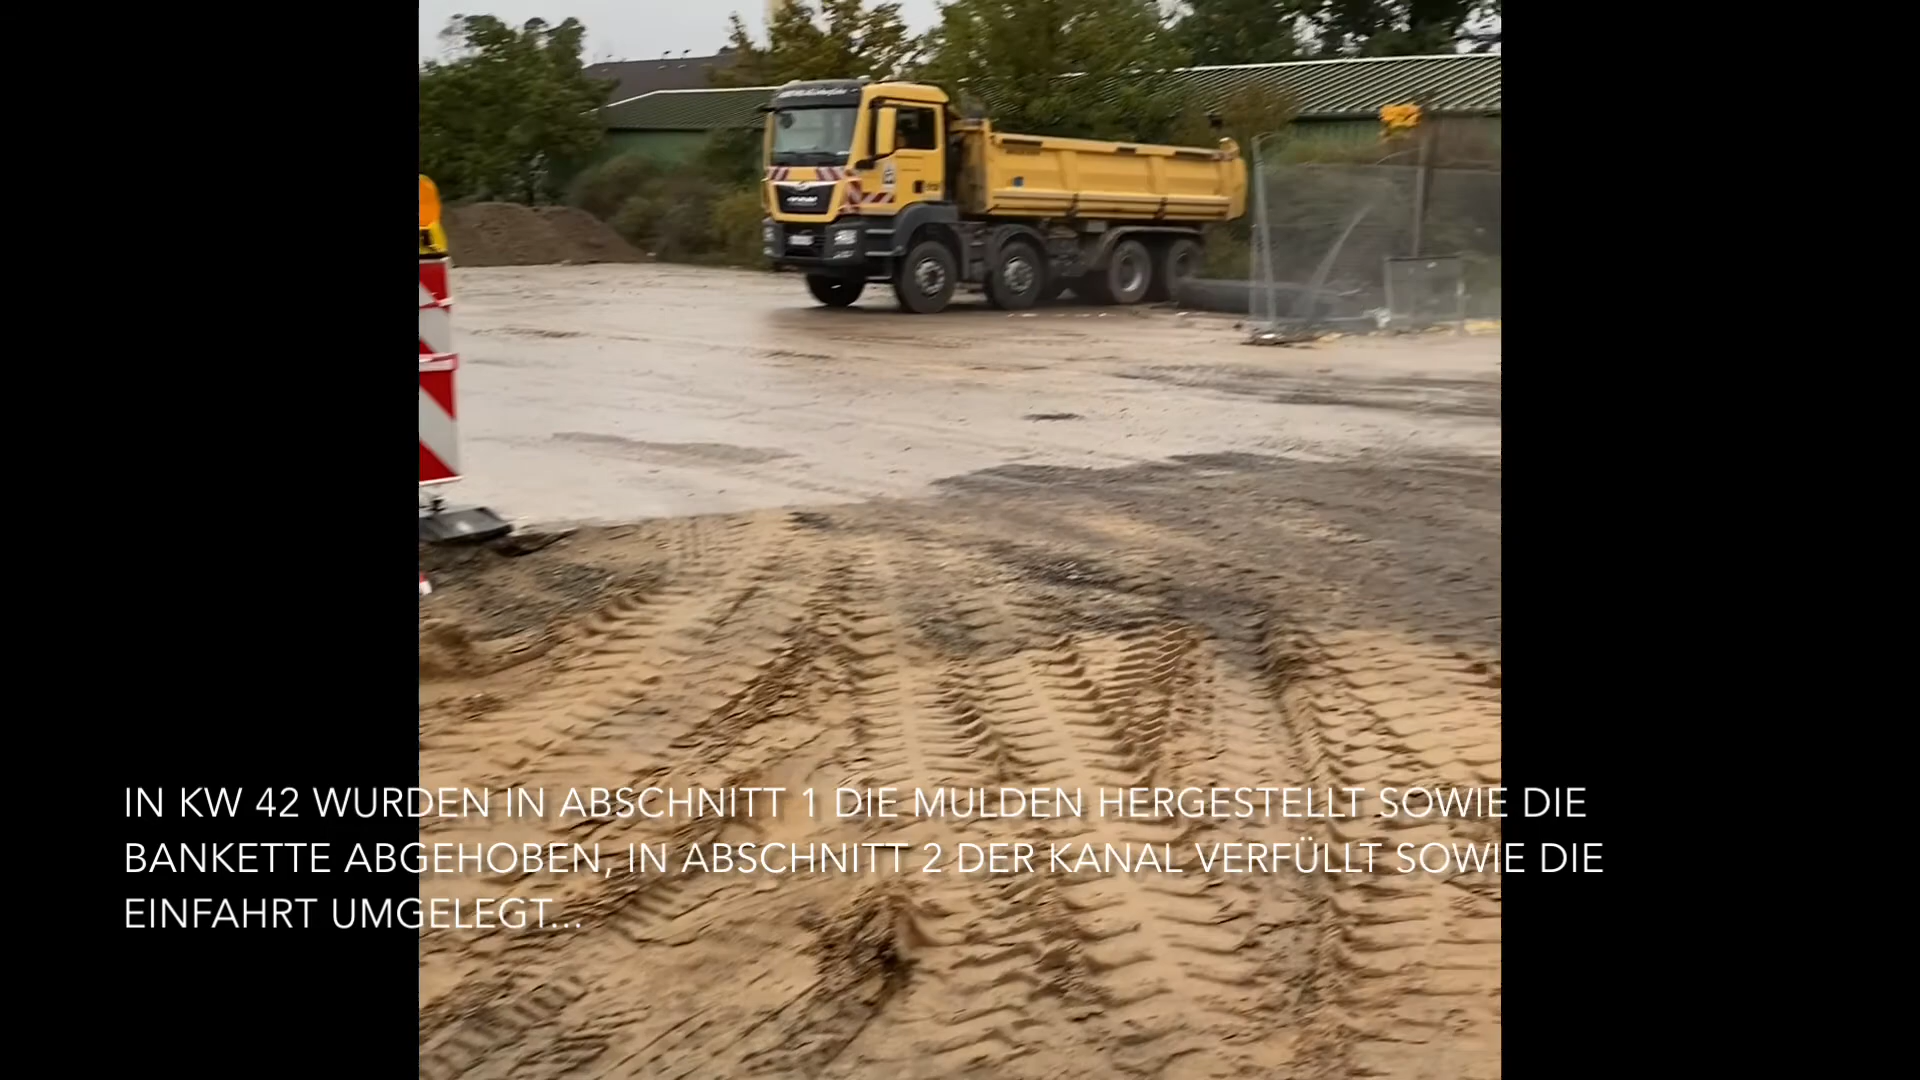 IN KW 42 WURDEN IN ABSCHNITT 1 DIE MULDEN HERGESTELLT SOWIE DIE
BANKETTE ABGEHOBEN, IN ABSCHNITT 2 DER KANAL VERFÜLLT SOWIE DIE
EINFAHRT UMGELEGT...